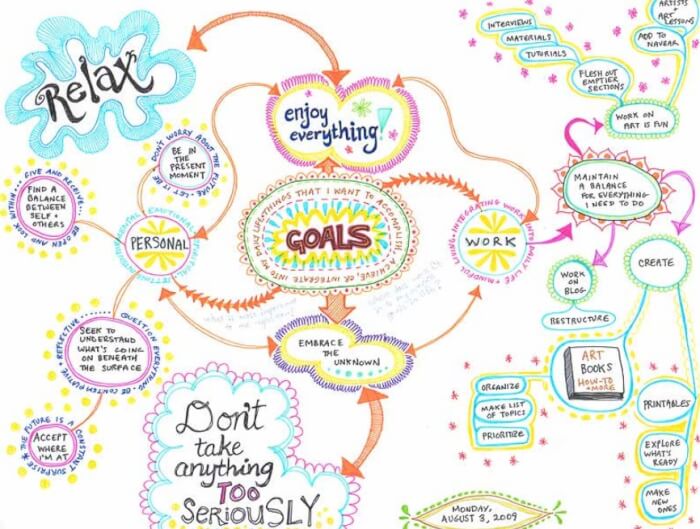 Relax
enjoy
everything!
INTERVIEWS
MATERIALS
TUTORIALS
FLESH OUT
EMPTIER
SECTIONS
ARTISTS
+
ART
LESSONS
ADD TO
NAVBAR
WORK ON
ART IS FUN
DON'T WORRY ABOUT THE FUTURE • LET IT BE
BE IN
THE
PRESENT
MOMENT
GIVE AND RECEIVE...
BE OPEN AND LOOK WITHIN...
FIND A
BALANCE
BETWEEN
SELF +
OTHERS
PERSONAL
EMOTIONAL
THINGS THAT I WANT TO ACCOMPLISH, ACHIEVE, OR INTEGRATE INTO MY DAILY LIFE
GOALS
MINDFUL LIVING • INTEGRATING WORK INTO DAILY LIFE
WORK
MAINTAIN
A BALANCE
FOR EVERYTHING
I NEED TO DO
WORK
ON
BLOG
RESTRUCTURE
CREATE
EMBRACE
THE
UNKNOWN
QUESTION EVERYTHING • BE CONTEMPLATIVE + REFLECTIVE
SEEK TO
UNDERSTAND
WHAT'S GOING
ON BENEATH
THE SURFACE
THE FUTURE IS A CONSTANT SURPRISE
ACCEPT
WHERE
I'M AT
Don't
take
anything
TOO
SERIOUSLY
ART
BOOKS
HOW-TO
+ MORE
ORGANIZE
MAKE LIST
OF TOPICS
PRIORITIZE
PRINTABLES
EXPLORE
WHAT'S
READY
MAKE
NEW
ONES
MONDAY,
AUGUST 3, 2009